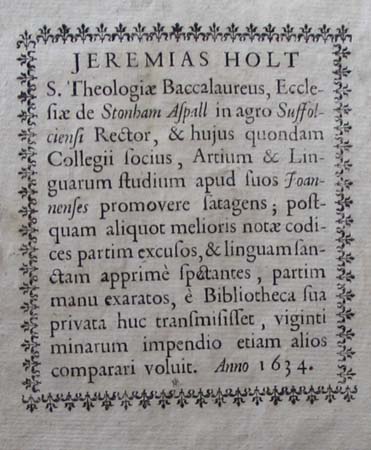 JEREMIAS HOLT
S. Theologiæ Baccalaureus, Eccle-
ſiæ de Stonham Aſpall in agro Suffol-
cienſi Rector, & hujus quondam
Collegii ſocius, Artium & Lin-
guarum ſtudium apud ſuos Joan-
nenſes promovere ſatagens; poſt-
quam aliquot melioris notæ codi-
ces partim excuſos, & linguam ſan-
ctam apprimè ſpectantes, partim
manu exaratos, è Bibliotheca ſua
privata huc tranſmiſiſſet, viginti
minarum impendio etiam alios
comparari voluit. Anno 1634.